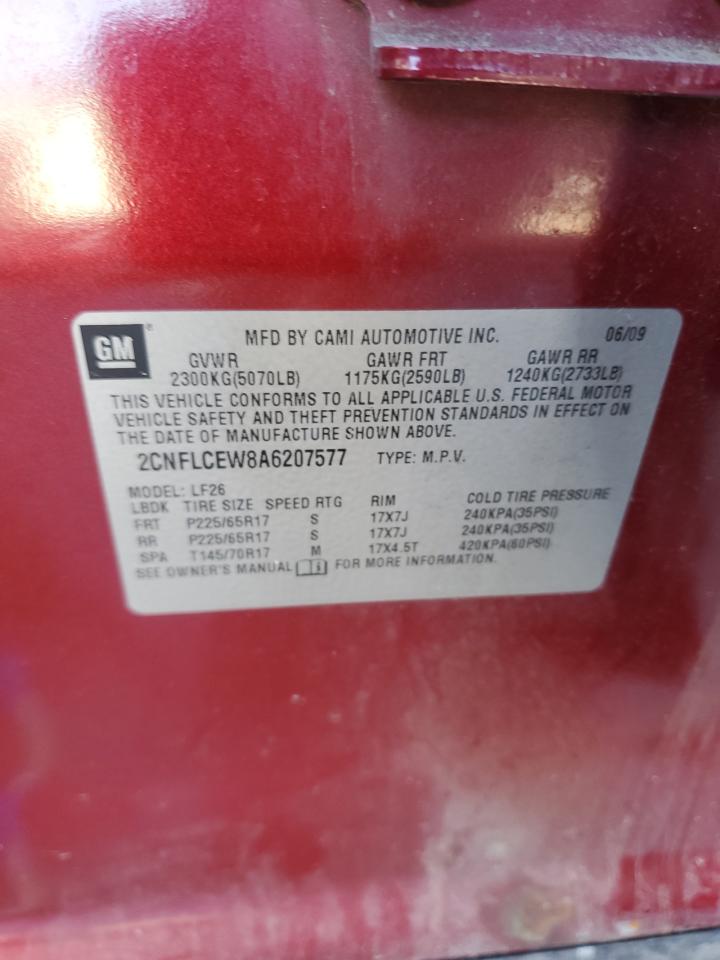 GM ®
MFD BY CAMI AUTOMOTIVE INC. 06/09
GVWR GAWR FRT GAWR RR
2300KG(5070LB) 1175KG(2590LB) 1240KG(2733LB)
THIS VEHICLE CONFORMS TO ALL APPLICABLE U.S. FEDERAL MOTOR
VEHICLE SAFETY AND THEFT PREVENTION STANDARDS IN EFFECT ON
THE DATE OF MANUFACTURE SHOWN ABOVE.
2CNFLCEW8A6207577 TYPE: M.P.V.
MODEL: LF26
LBDK TIRE SIZE SPEED RTG RIM COLD TIRE PRESSURE
FRT P225/65R17 S 17X7J 240KPA(35PSI)
RR P225/65R17 S 17X7J 240KPA(35PSI)
SPA T145/70R17 M 17X4.5T 420KPA(60PSI)
SEE OWNER'S MANUAL i FOR MORE INFORMATION.